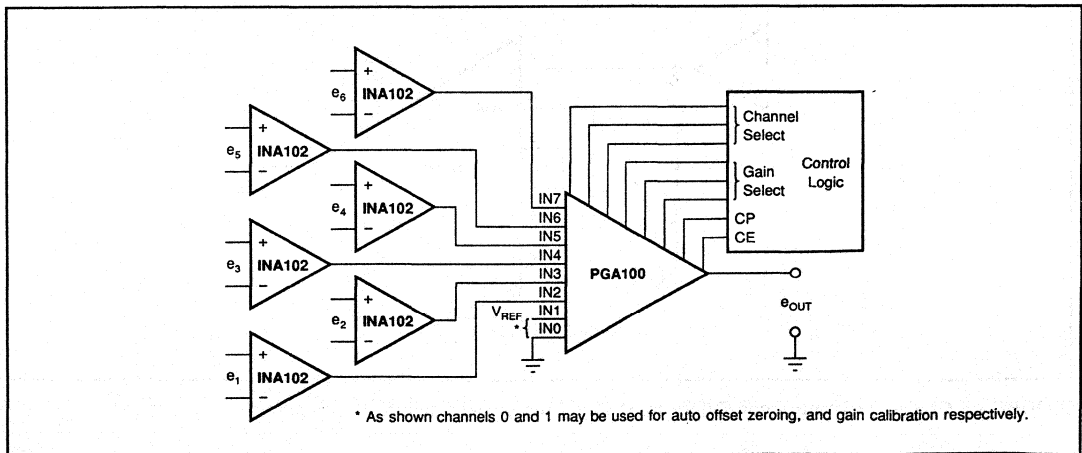 +
e6 INA102
−
+
e5 INA102
−
+
e4 INA102
−
+
e3 INA102
−
+
e2 INA102
−
+
e1 INA102
−
IN7
IN6
IN5
IN4
IN3
IN2
IN1
IN0
VREF
*
PGA100
Channel
Select
Gain
Select
CP
CE
Control
Logic
eOUT
* As shown channels 0 and 1 may be used for auto offset zeroing, and gain calibration respectively.